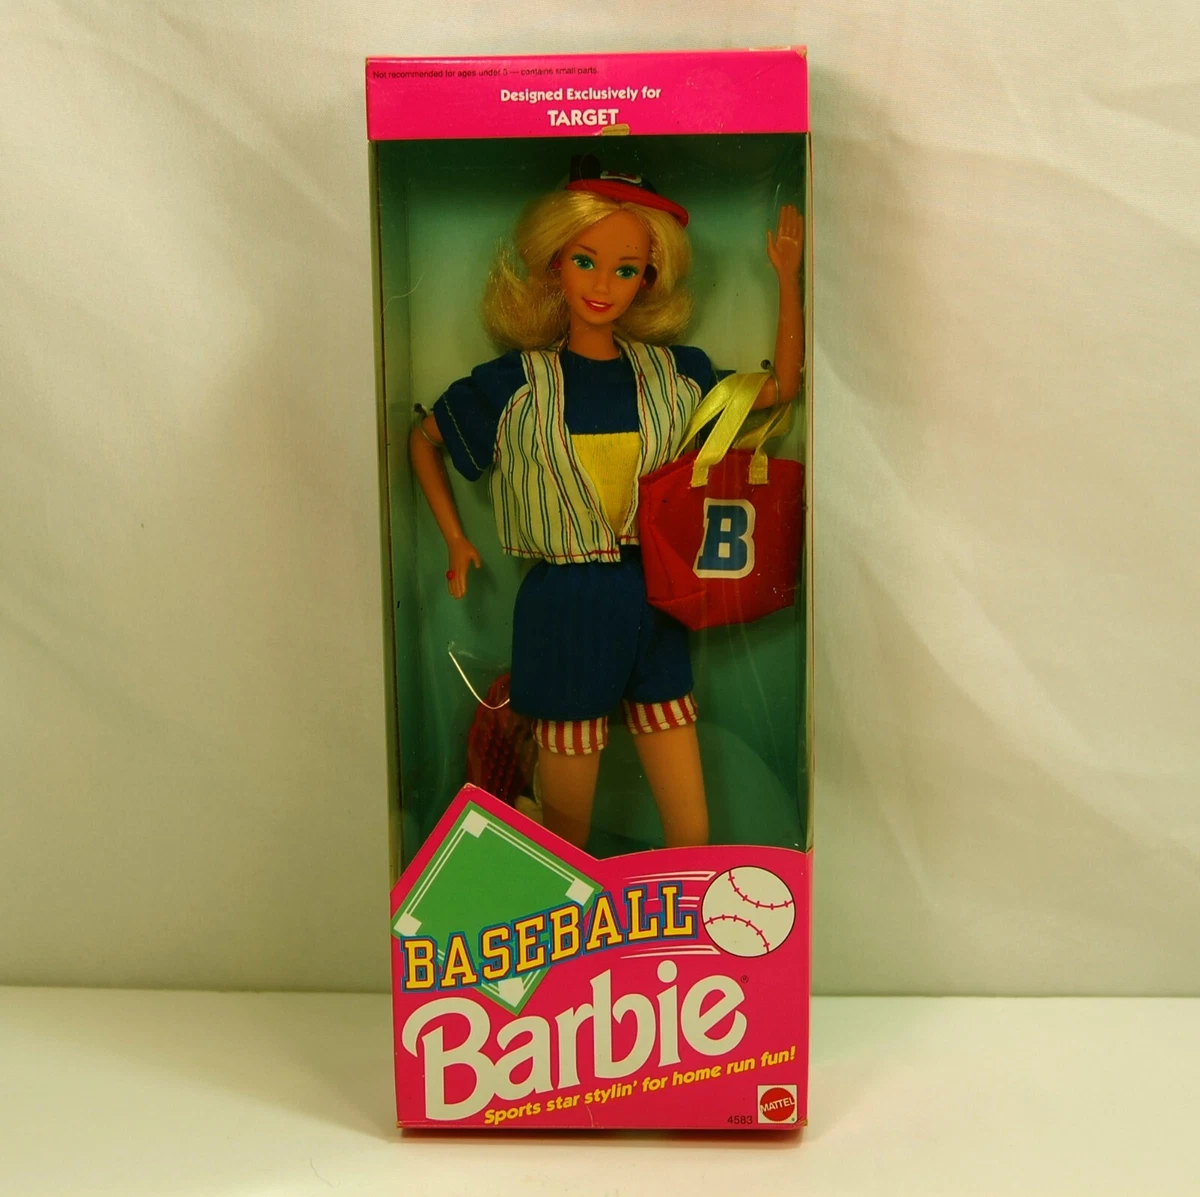 Not recommended for ages under 3 — contains small parts.
Designed Exclusively for
TARGET
B
BASEBALL
Barbie®
Sports star stylin' for home run fun!
4583
MATTEL